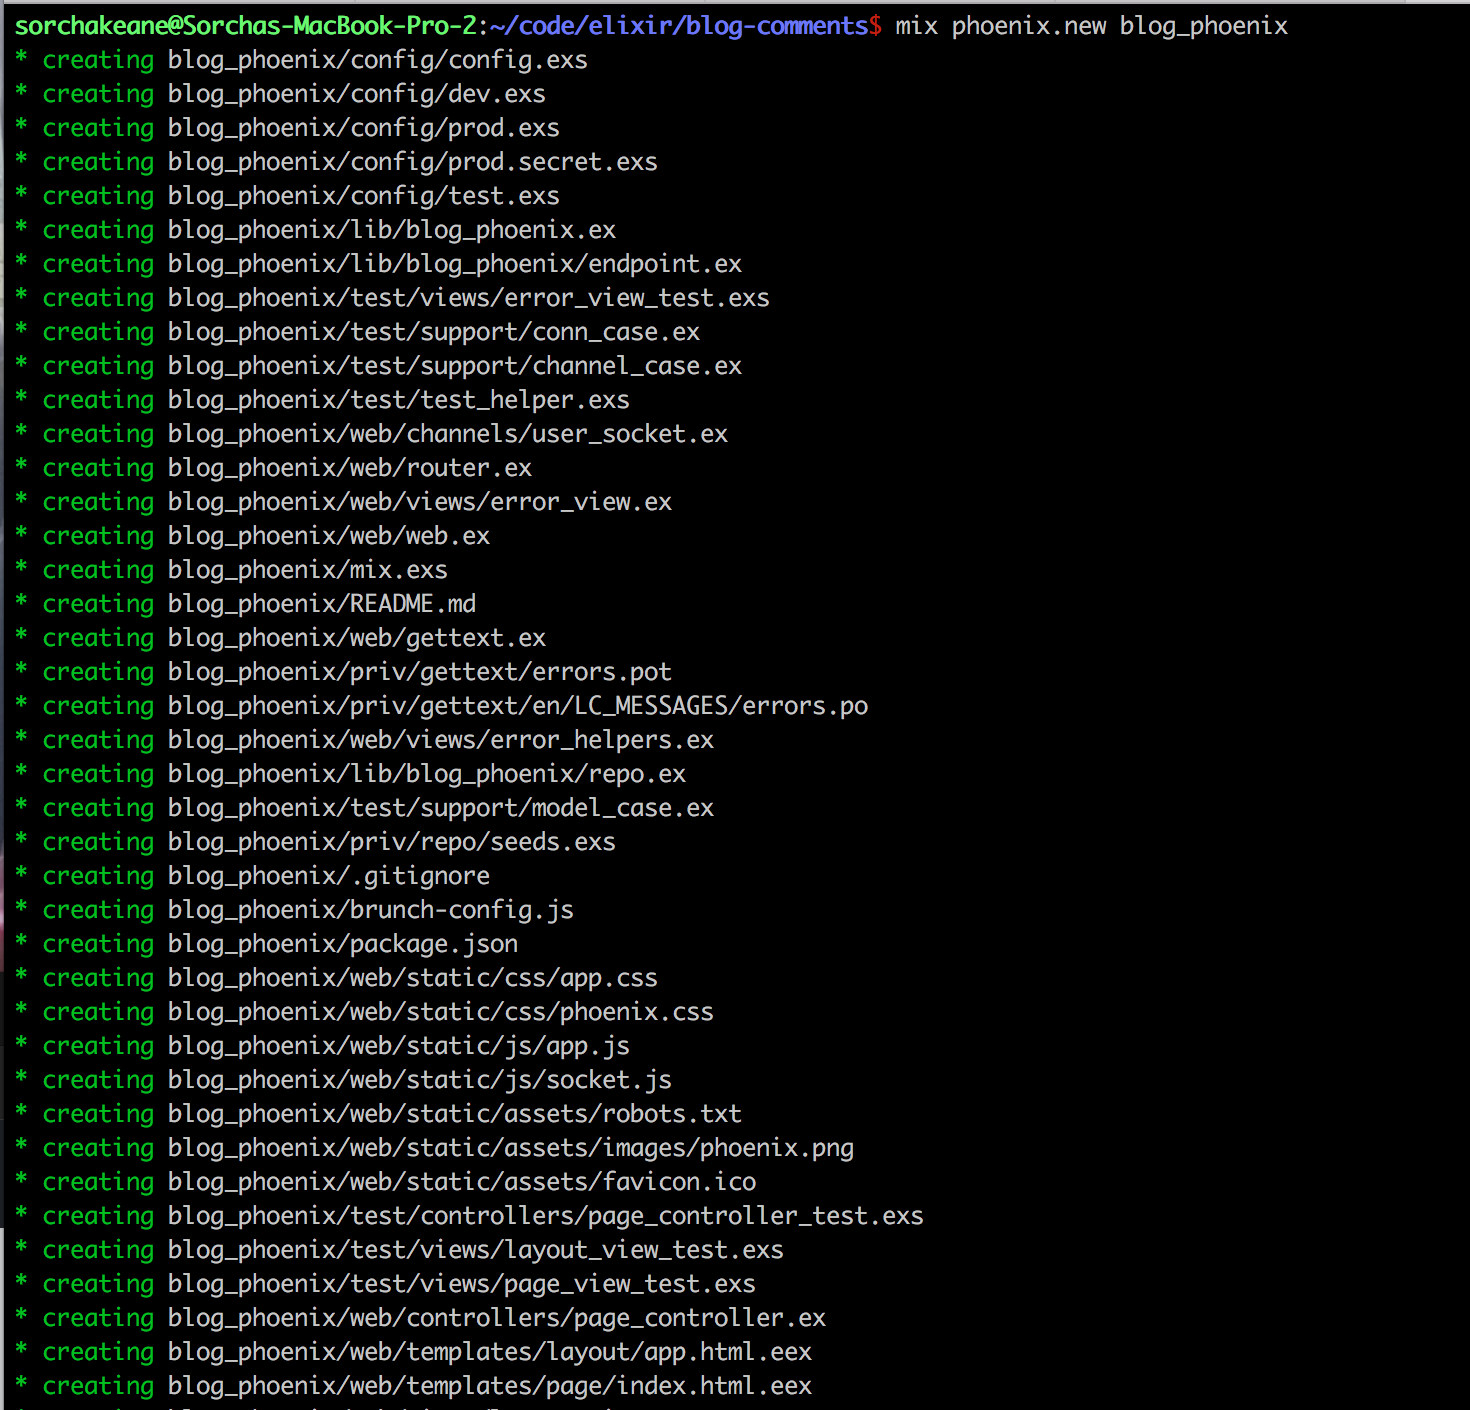 sorchakeane@Sorchas-MacBook-Pro-2:~/code/elixir/blog-comments$ mix phoenix.new blog_phoenix
* creating blog_phoenix/config/config.exs
* creating blog_phoenix/config/dev.exs
* creating blog_phoenix/config/prod.exs
* creating blog_phoenix/config/prod.secret.exs
* creating blog_phoenix/config/test.exs
* creating blog_phoenix/lib/blog_phoenix.ex
* creating blog_phoenix/lib/blog_phoenix/endpoint.ex
* creating blog_phoenix/test/views/error_view_test.exs
* creating blog_phoenix/test/support/conn_case.ex
* creating blog_phoenix/test/support/channel_case.ex
* creating blog_phoenix/test/test_helper.exs
* creating blog_phoenix/web/channels/user_socket.ex
* creating blog_phoenix/web/router.ex
* creating blog_phoenix/web/views/error_view.ex
* creating blog_phoenix/web/web.ex
* creating blog_phoenix/mix.exs
* creating blog_phoenix/README.md
* creating blog_phoenix/web/gettext.ex
* creating blog_phoenix/priv/gettext/errors.pot
* creating blog_phoenix/priv/gettext/en/LC_MESSAGES/errors.po
* creating blog_phoenix/web/views/error_helpers.ex
* creating blog_phoenix/lib/blog_phoenix/repo.ex
* creating blog_phoenix/test/support/model_case.ex
* creating blog_phoenix/priv/repo/seeds.exs
* creating blog_phoenix/.gitignore
* creating blog_phoenix/brunch-config.js
* creating blog_phoenix/package.json
* creating blog_phoenix/web/static/css/app.css
* creating blog_phoenix/web/static/css/phoenix.css
* creating blog_phoenix/web/static/js/app.js
* creating blog_phoenix/web/static/js/socket.js
* creating blog_phoenix/web/static/assets/robots.txt
* creating blog_phoenix/web/static/assets/images/phoenix.png
* creating blog_phoenix/web/static/assets/favicon.ico
* creating blog_phoenix/test/controllers/page_controller_test.exs
* creating blog_phoenix/test/views/layout_view_test.exs
* creating blog_phoenix/test/views/page_view_test.exs
* creating blog_phoenix/web/controllers/page_controller.ex
* creating blog_phoenix/web/templates/layout/app.html.eex
* creating blog_phoenix/web/templates/page/index.html.eex